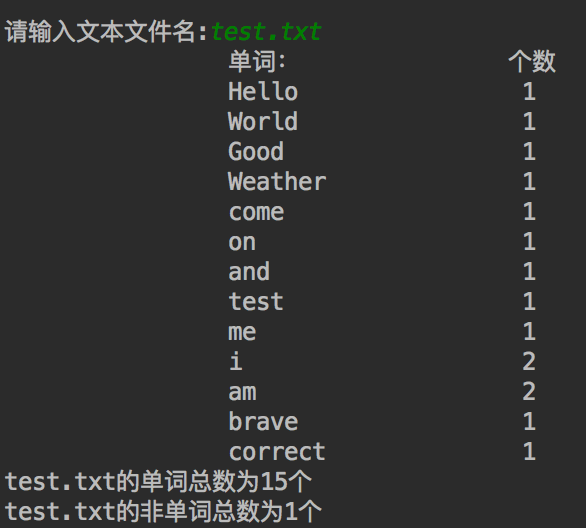 请输入文本文件名:test.txt
单词： 个数
Hello 1
World 1
Good 1
Weather 1
come 1
on 1
and 1
test 1
me 1
i 2
am 2
brave 1
correct 1
test.txt的单词总数为15个
test.txt的非单词总数为1个